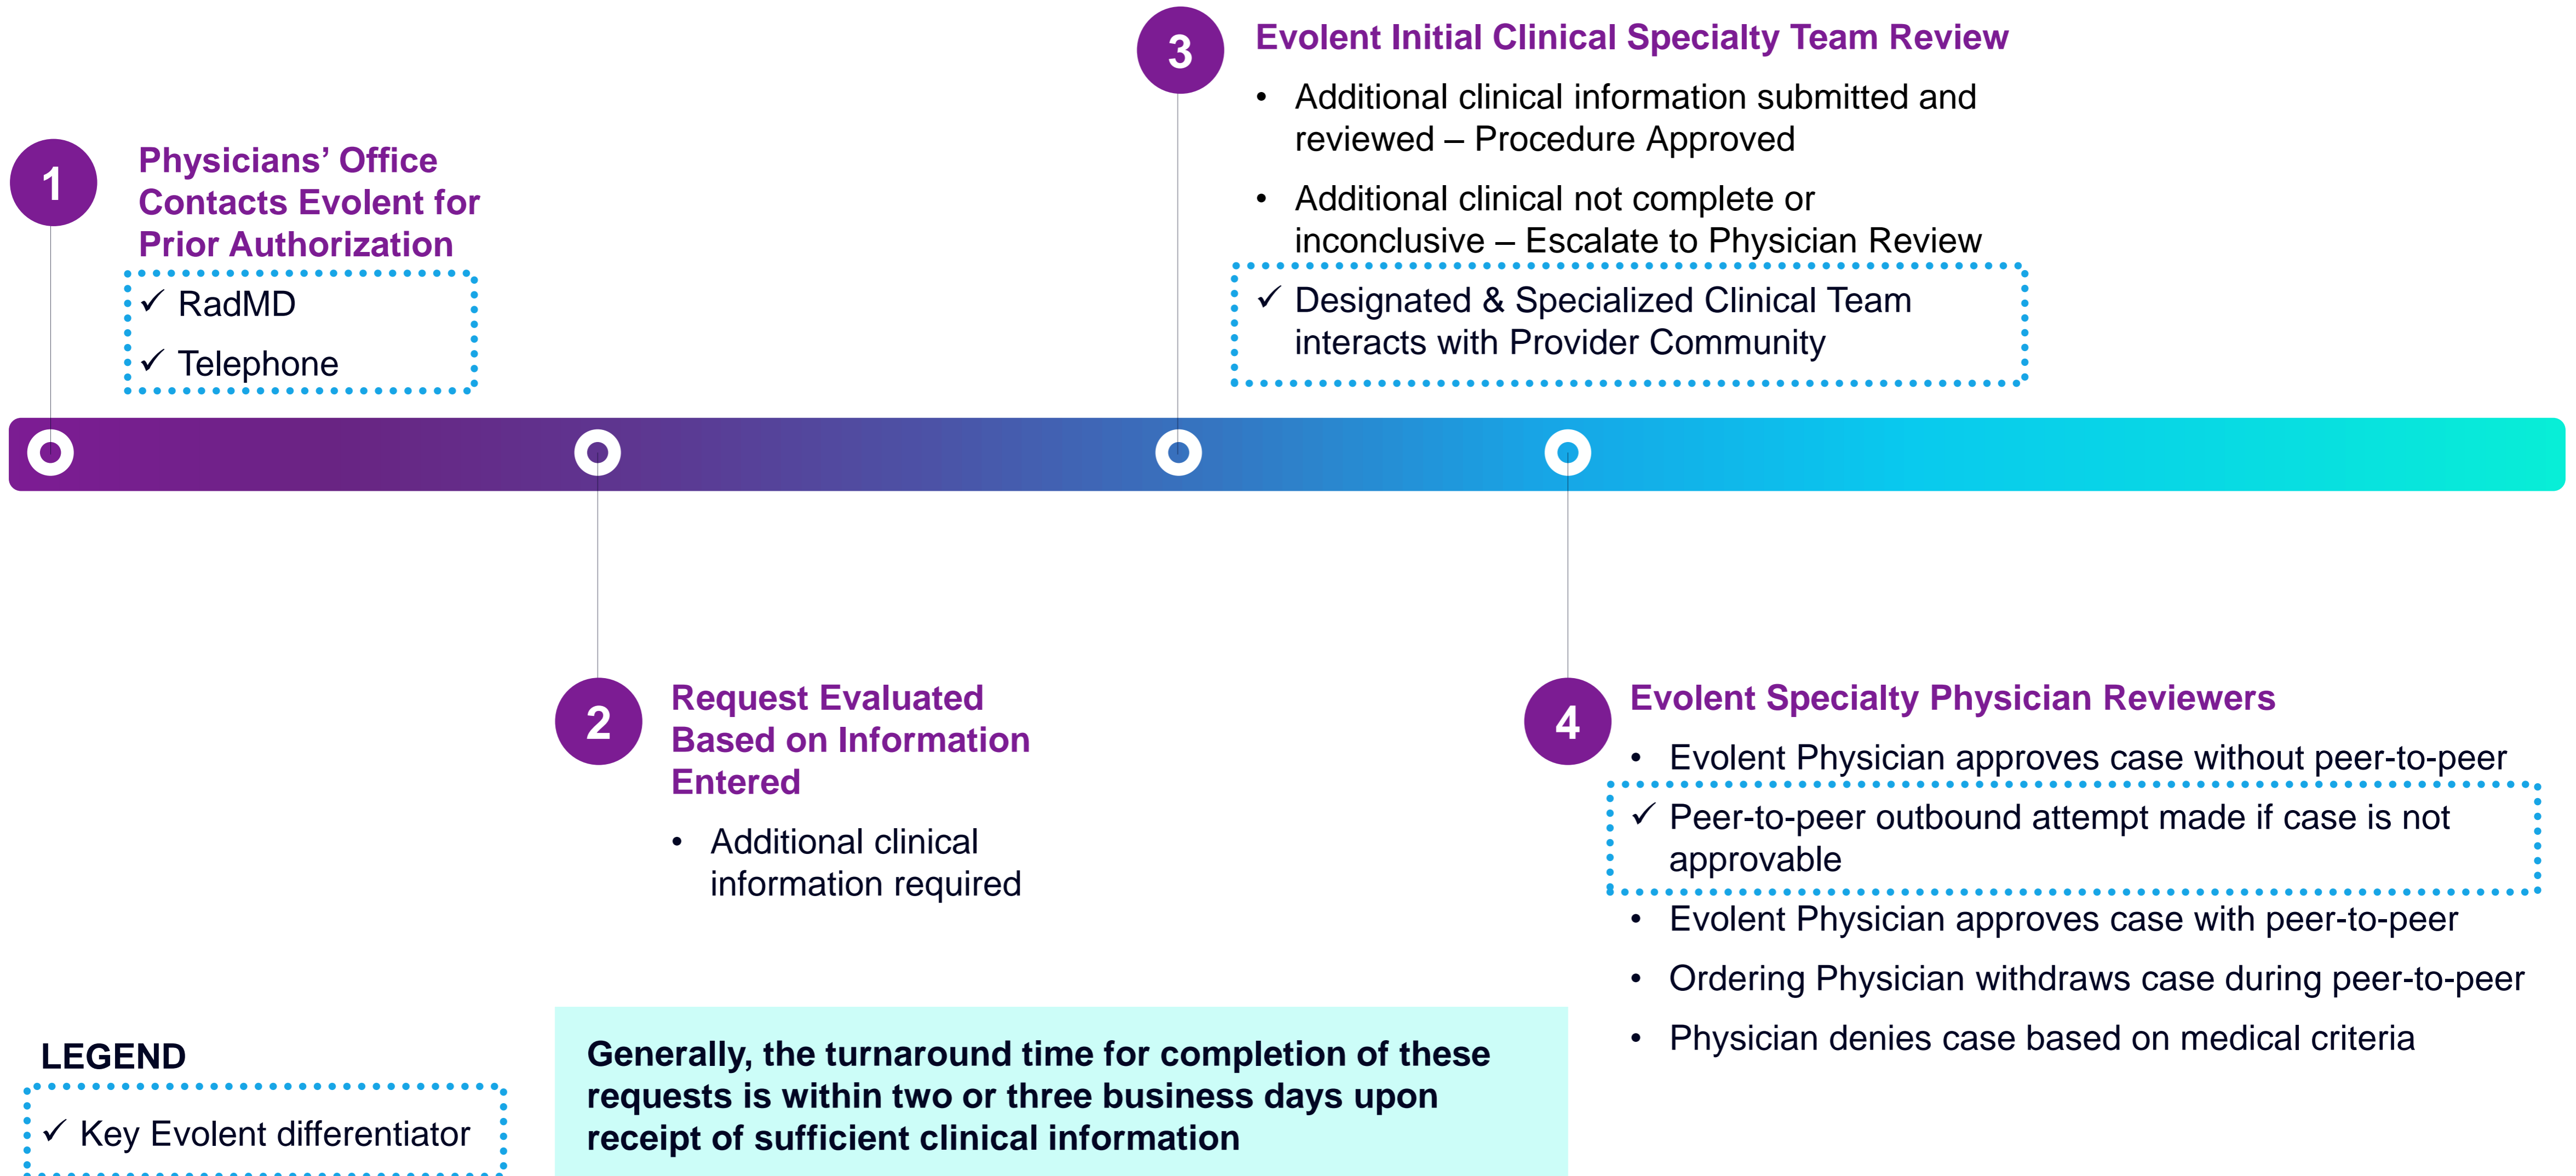 1
Physicians’ Office
Contacts Evolent for
Prior Authorization
✓ RadMD
✓ Telephone
2
Request Evaluated
Based on Information
Entered
• Additional clinical
information required
3
Evolent Initial Clinical Specialty Team Review
• Additional clinical information submitted and
reviewed – Procedure Approved
• Additional clinical not complete or
inconclusive – Escalate to Physician Review
✓ Designated & Specialized Clinical Team
interacts with Provider Community
4
Evolent Specialty Physician Reviewers
• Evolent Physician approves case without peer-to-peer
✓ Peer-to-peer outbound attempt made if case is not
approvable
• Evolent Physician approves case with peer-to-peer
• Ordering Physician withdraws case during peer-to-peer
• Physician denies case based on medical criteria
LEGEND
✓ Key Evolent differentiator
Generally, the turnaround time for completion of these
requests is within two or three business days upon
receipt of sufficient clinical information